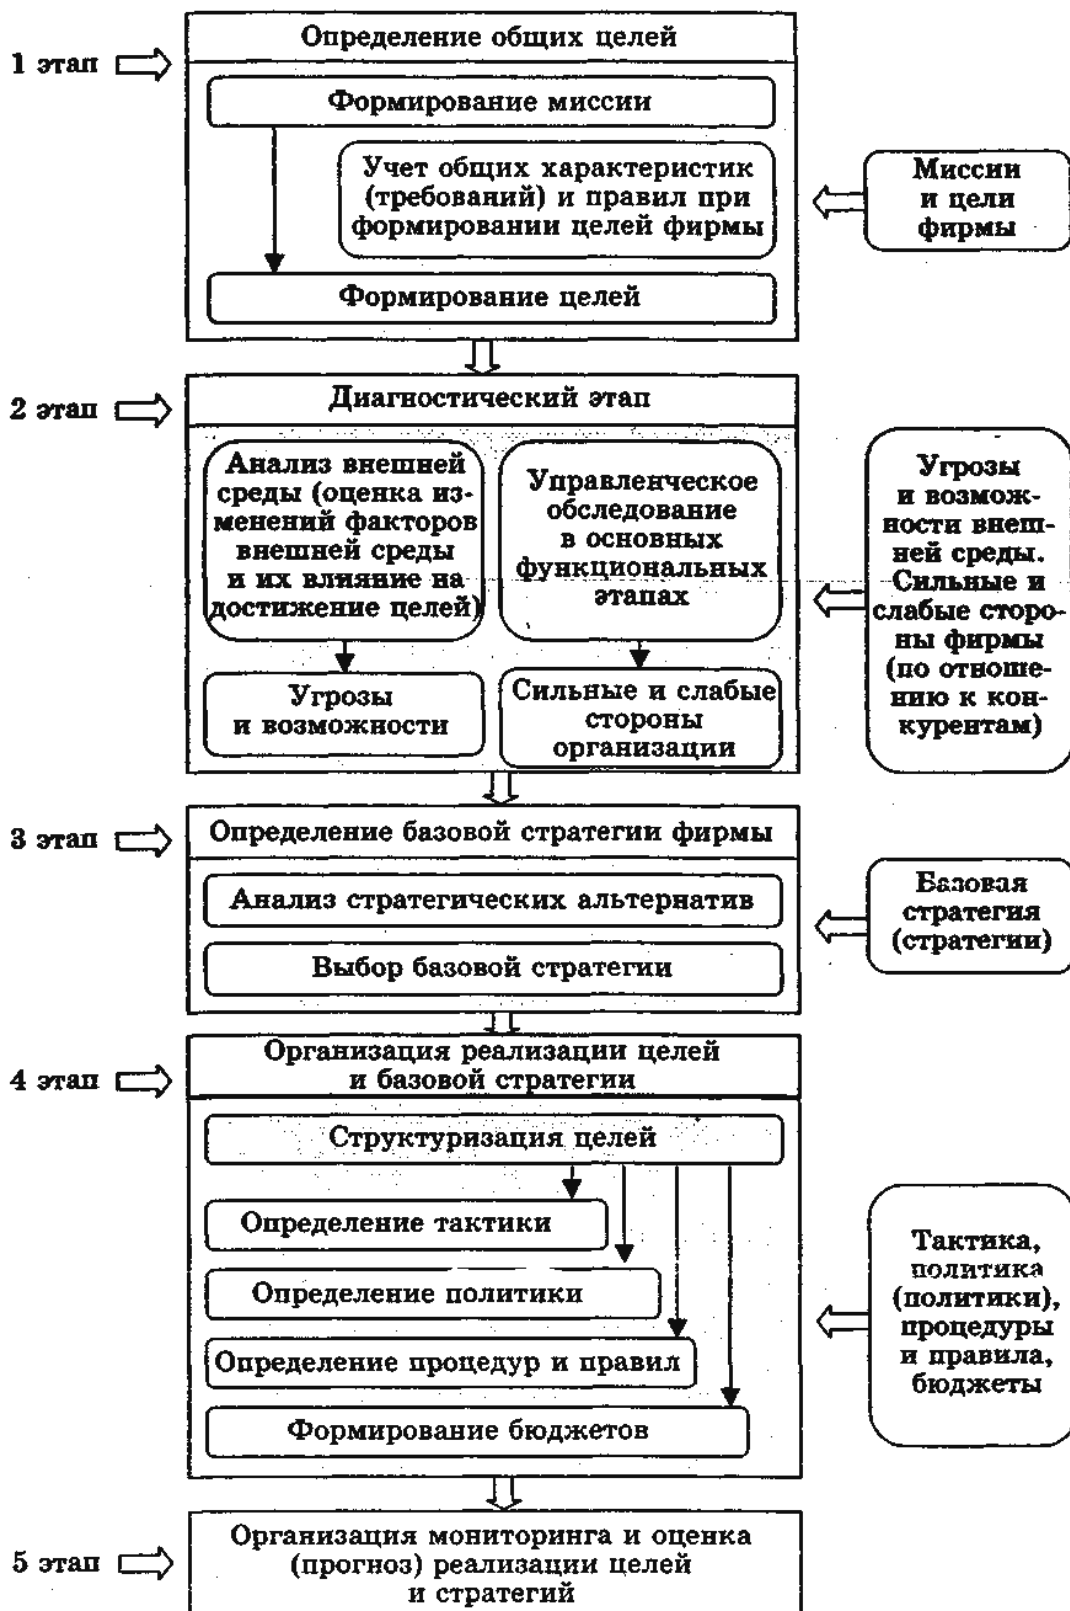 Определение общих целей
1 этап
Формирование миссии
Учет общих характеристик
(требований) и правил при
формировании целей фирмы
Миссии
и цели
фирмы
Формирование целей
2 этап
Диагностический этап
Анализ внешней
среды (оценка из-
менений факторов
внешней среды
и их влияние на
достижение целей)
Управленческое
обследование
в основных
функциональных
этапах
Угрозы
и возможности
Сильные и слабые
стороны
организации
Угрозы
и возмож-
ности внеш-
ней среды.
Сильные и
слабые сторо-
ны фирмы
(по отноше-
нию к кон-
курентам)
3 этап
Определение базовой стратегии фирмы
Анализ стратегических альтернатив
Выбор базовой стратегии
Базовая
стратегия
(стратегии)
4 этап
Организация реализации целей
и базовой стратегии
Структуризация целей
Определение тактики
Определение политики
Определение процедур и правил
Формирование бюджетов
Тактика,
политика
(политики),
процедуры
и правила,
бюджеты
5 этап
Организация мониторинга и оценка
(прогноз) реализации целей
и стратегий